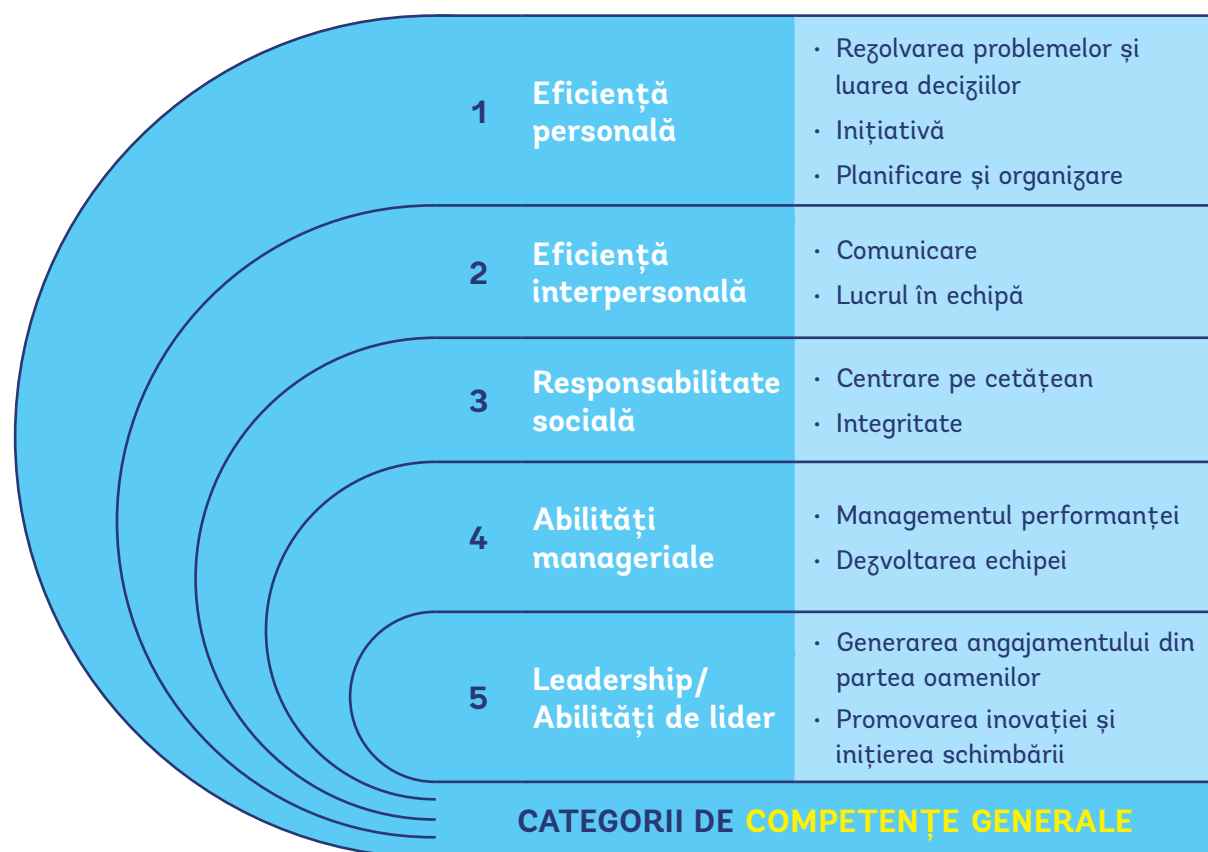 1
Eficiență
personală
· Rezolvarea problemelor și
luarea deciziilor
· Inițiativă
· Planificare și organizare
2
Eficiență
interpersonală
· Comunicare
· Lucrul în echipă
3
Responsabilitate
socială
· Centrare pe cetățean
· Integritate
4
Abilități
manageriale
· Managementul performanței
· Dezvoltarea echipei
5
Leadership/
Abilități de lider
· Generarea angajamentului din
partea oamenilor
· Promovarea inovației și
inițierea schimbării
CATEGORII DE COMPETENȚE GENERALE